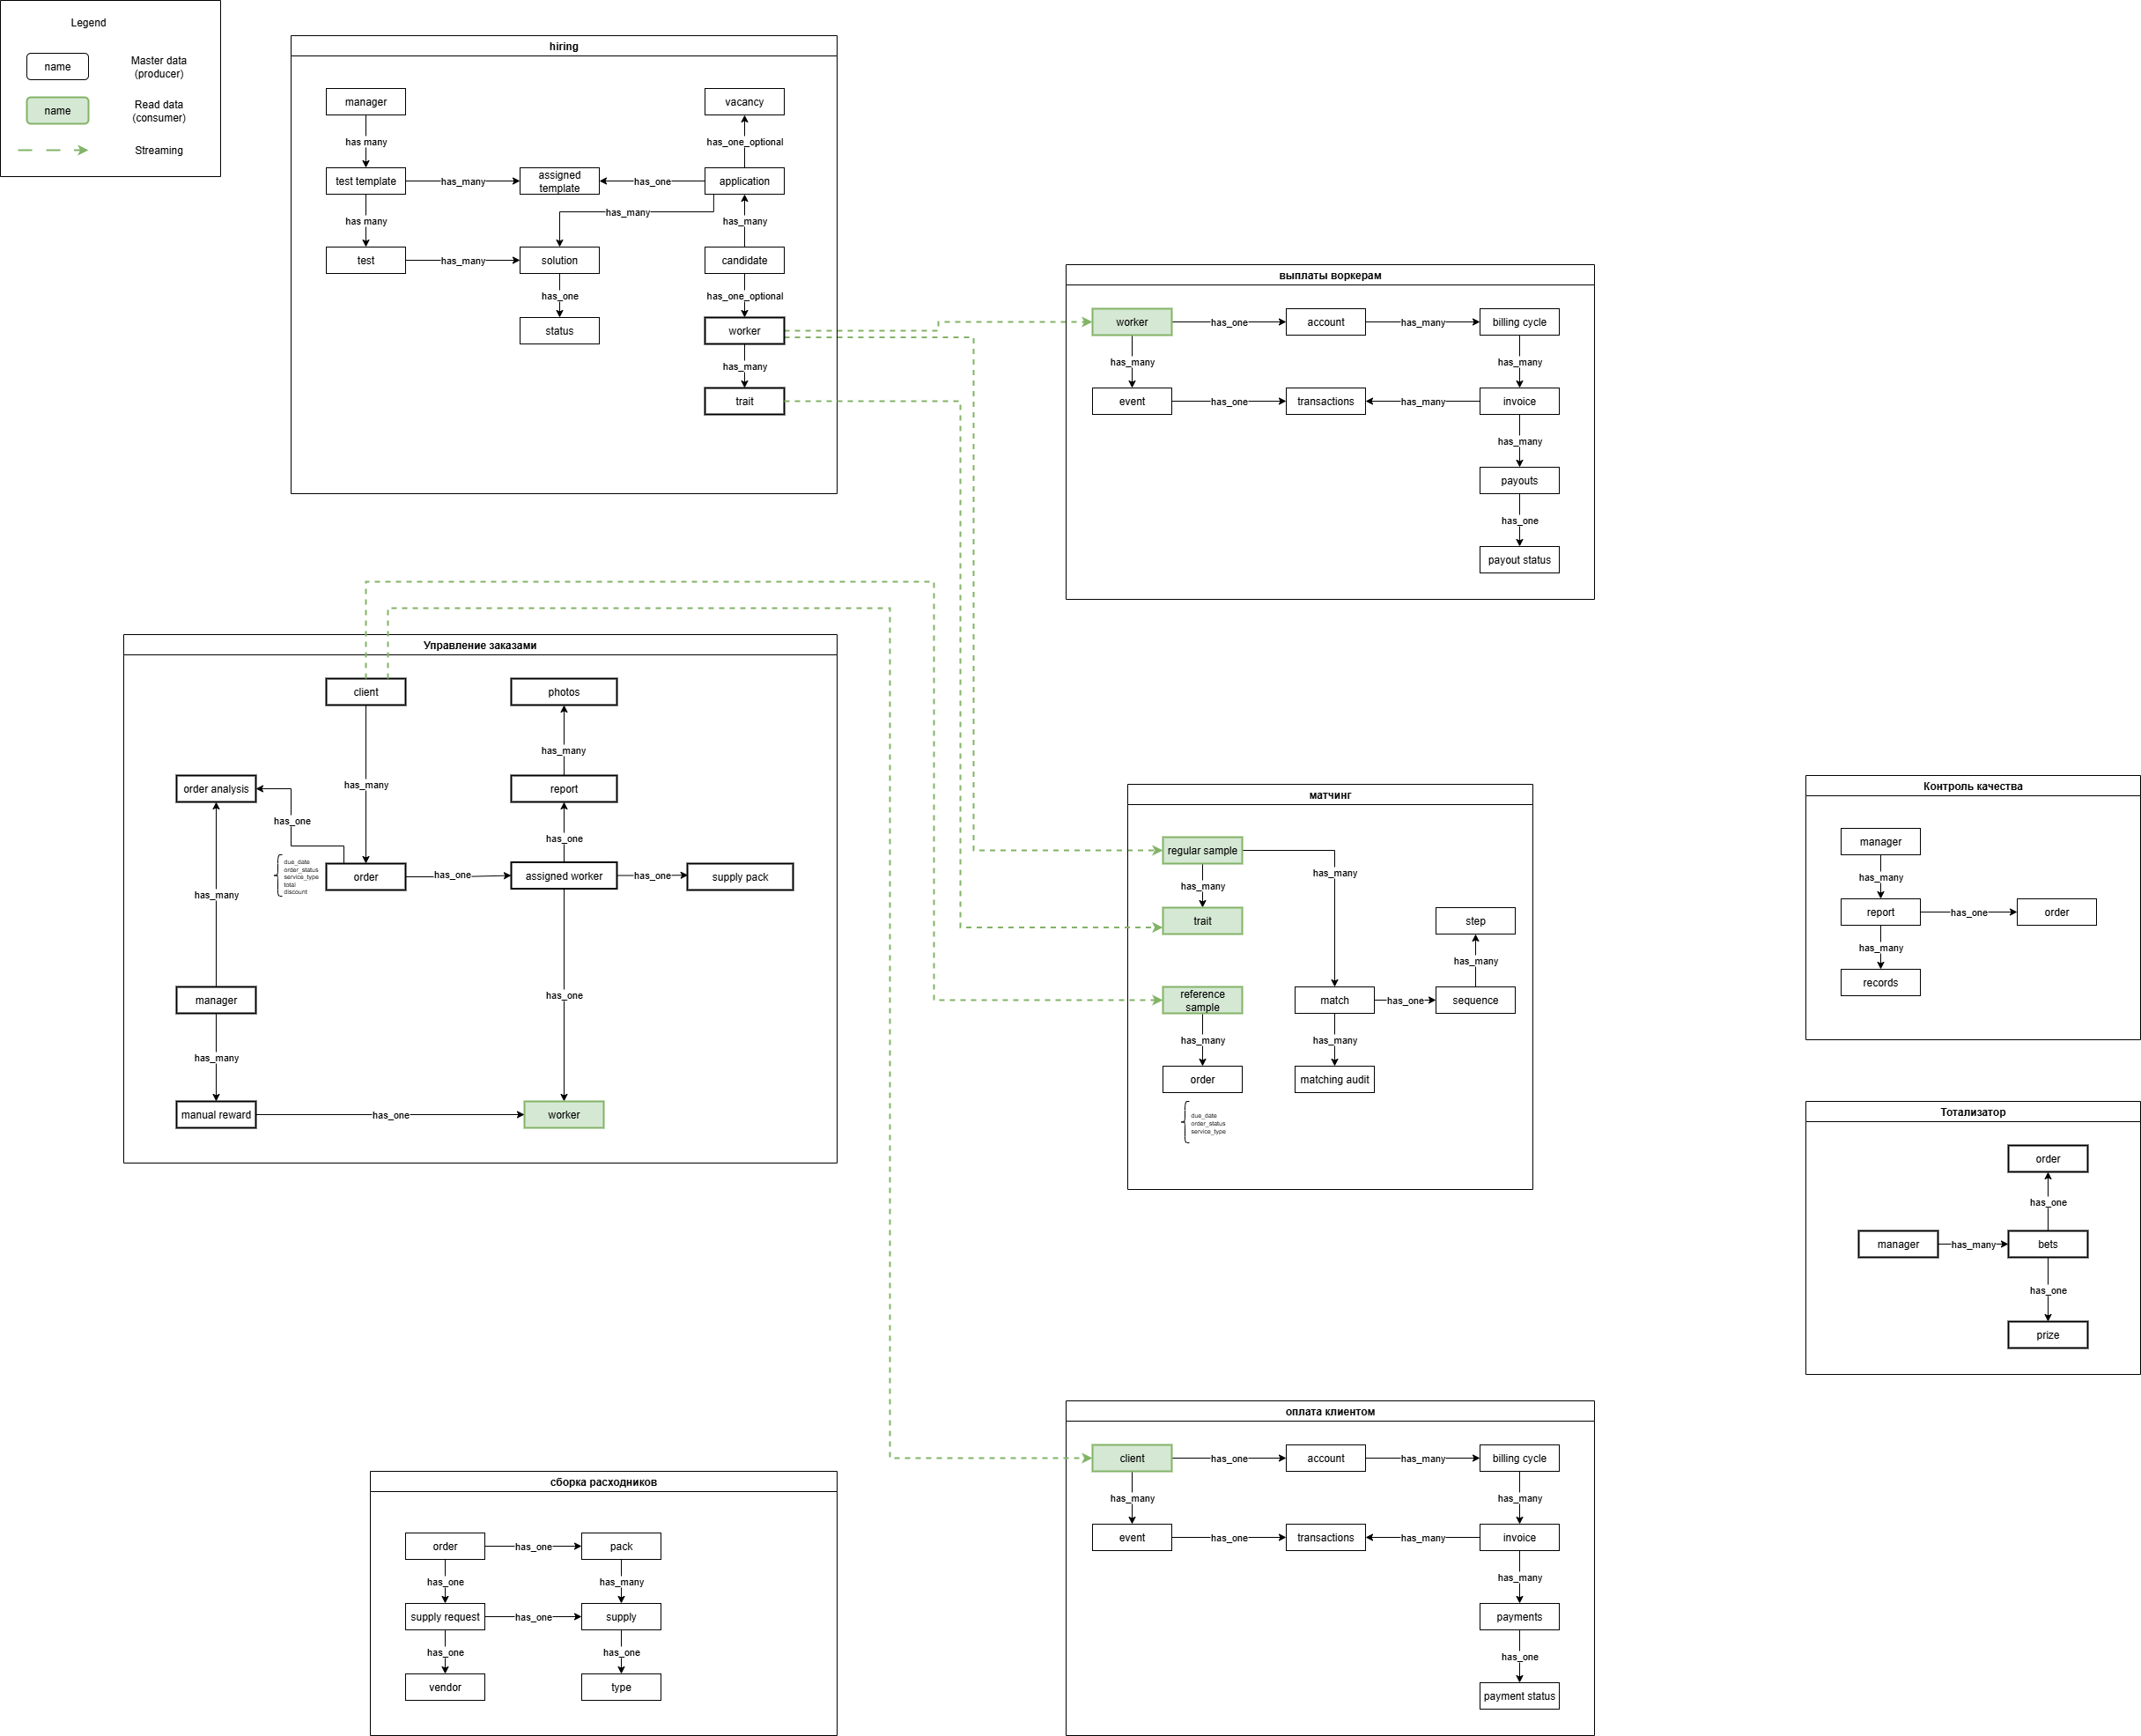 Legend
name
Master data
(producer)
name
Read data
(consumer)
Streaming
hiring
manager
vacancy
has many
has_one_optional
test template
has_many
assigned
template
has_one
application
has many
has_many
has_many
test
has_many
solution
candidate
has_one
has_one_optional
status
worker
has_many
trait
выплаты воркерам
worker
has_one
account
has_many
billing cycle
has_many
has_many
event
has_one
transactions
has_many
invoice
has_many
payouts
has_one
payout status
Управление заказами
client
photos
has_many
has_many
order analysis
report
has_one
has_one
due_date
order_status
service_type
total
discount
order
has_one
assigned worker
has_one
supply pack
has_many
has_one
manager
has_many
manual reward
has_one
worker
матчинг
regular sample
has_many
has_many
trait
step
has_many
reference
sample
match
has_one
sequence
has_many
has_many
order
matching audit
due_date
order_status
service_type
Контроль качества
manager
has_many
report
has_one
order
has_many
records
Тотализатор
order
has_one
manager
has_many
bets
has_one
prize
оплата клиентом
client
has_one
account
has_many
billing cycle
has_many
has_many
event
has_one
transactions
has_many
invoice
has_many
payments
has_one
payment status
сборка расходников
order
has_one
pack
has_one
has_many
supply request
has_one
supply
has_one
has_one
vendor
type